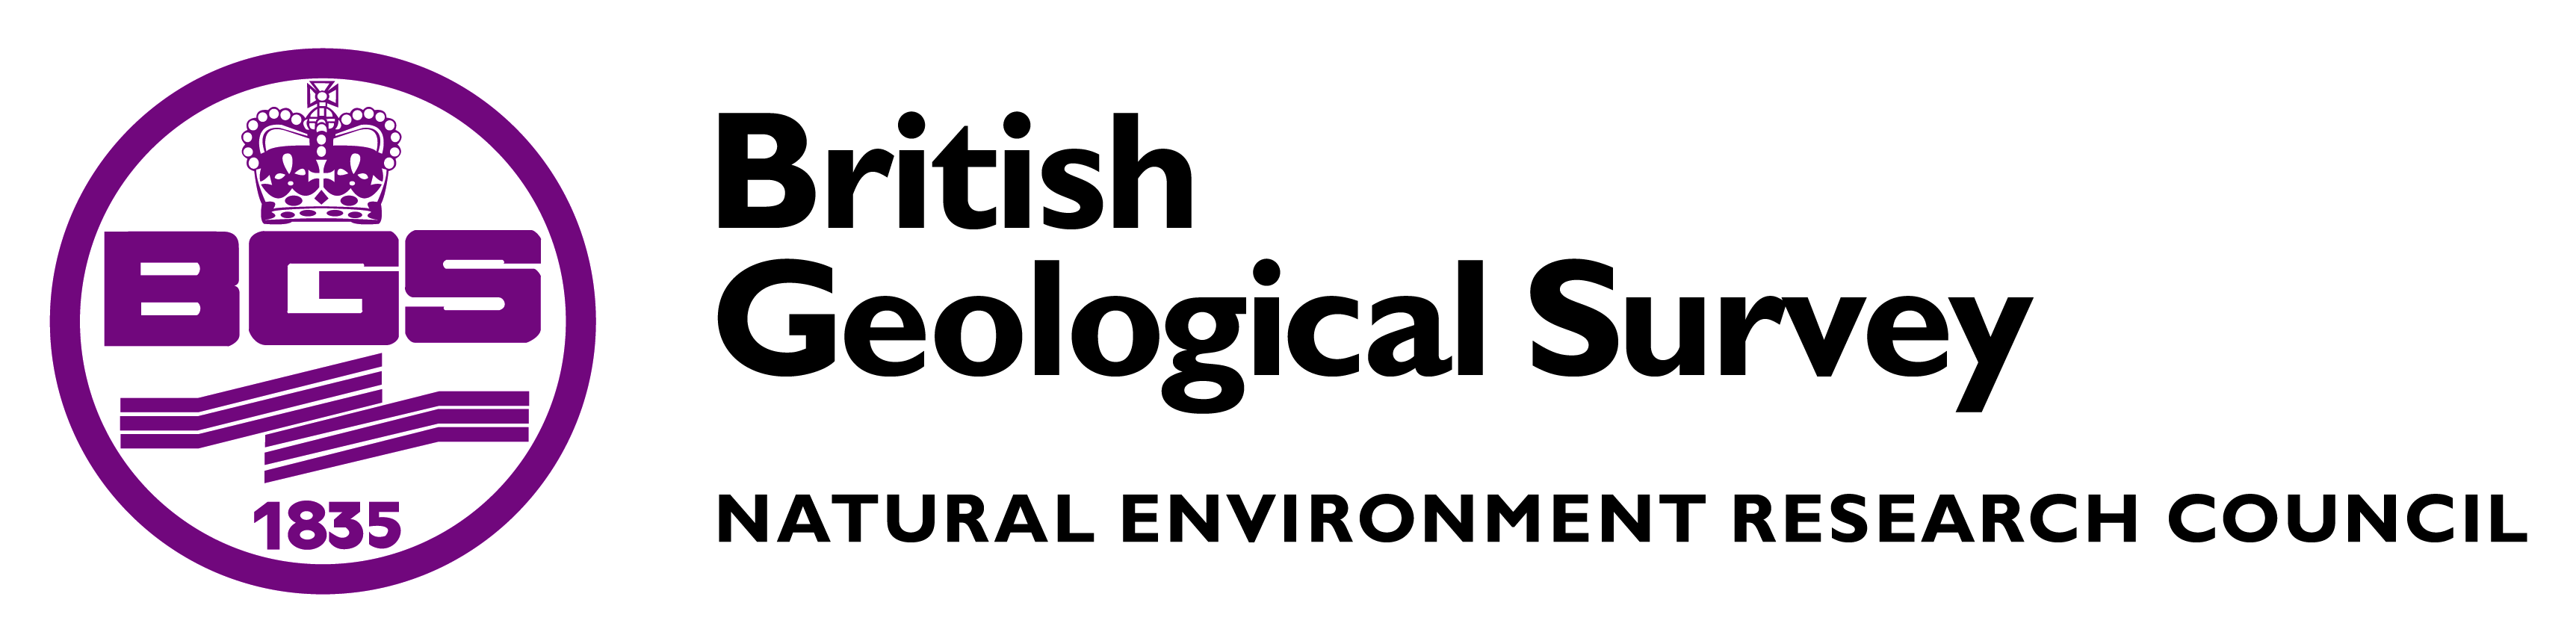 BGS
1835
British
Geological Survey
NATURAL ENVIRONMENT RESEARCH COUNCIL